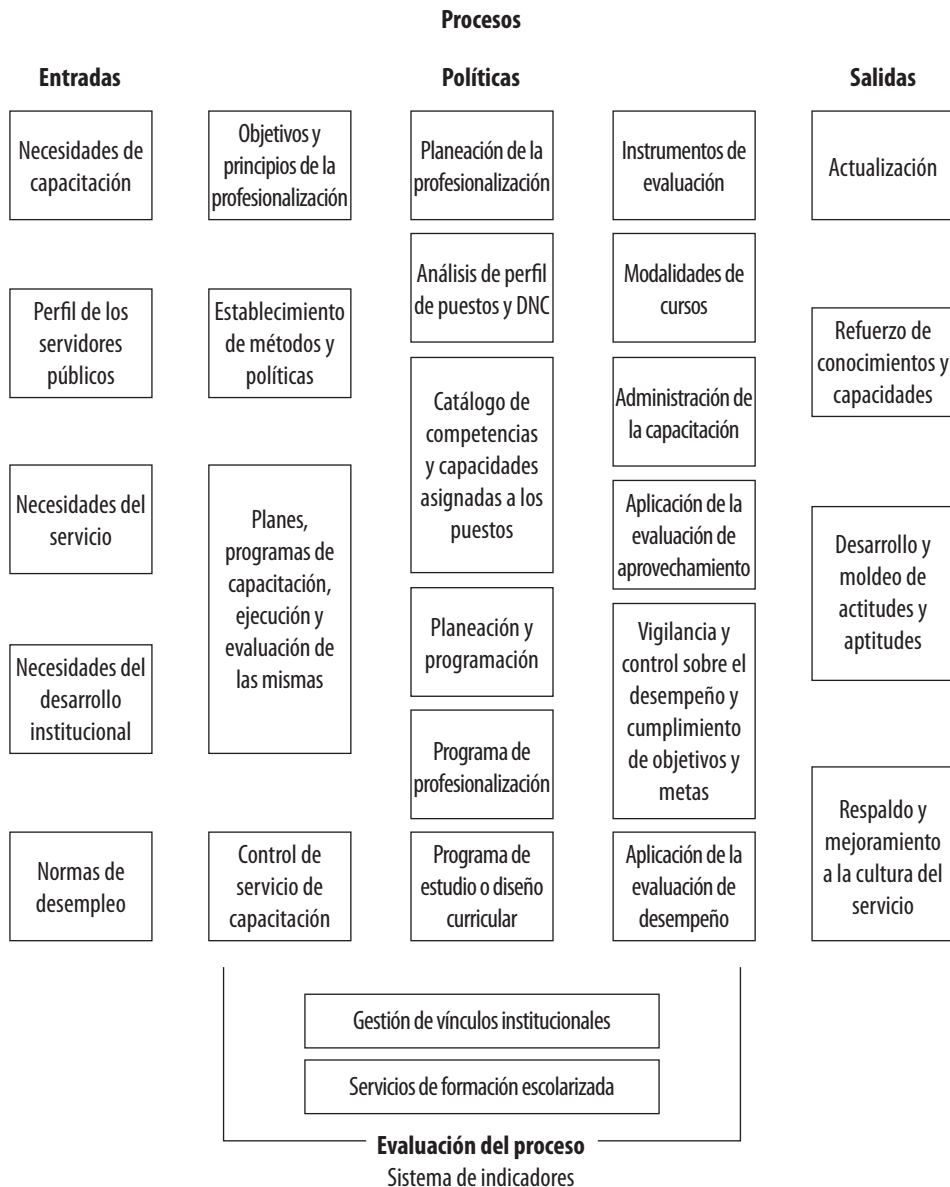 Procesos
Entradas
Políticas
Salidas
Necesidades de
capacitación
Perfil de los
servidores
públicos
Necesidades del
servicio
Necesidades del
desarrollo
institucional
Normas de
desempleo
Objetivos y
principios de la
profesionalización
Establecimiento
de métodos y
políticas
Planes,
programas de
capacitación,
ejecución y
evaluación de
las mismas
Control de
servicio de
capacitación
Planeación de la
profesionalización
Análisis de perfil
de puestos y DNC
Catálogo de
competencias
y capacidades
asignadas a los
puestos
Planeación y
programación
Programa de
profesionalización
Programa de
estudio o diseño
curricular
Instrumentos de
evaluación
Modalidades de
cursos
Administración de
la capacitación
Aplicación de la
evaluación de
aprovechamiento
Vigilancia y
control sobre el
desempeño y
cumplimiento
de objetivos y
metas
Aplicación de la
evaluación de
desempeño
Actualización
Refuerzo de
conocimientos y
capacidades
Desarrollo y
moldeo de
actitudes y
aptitudes
Respaldo y
mejoramiento
a la cultura del
servicio
Gestión de vínculos institucionales
Servicios de formación escolarizada
Evaluación del proceso
Sistema de indicadores